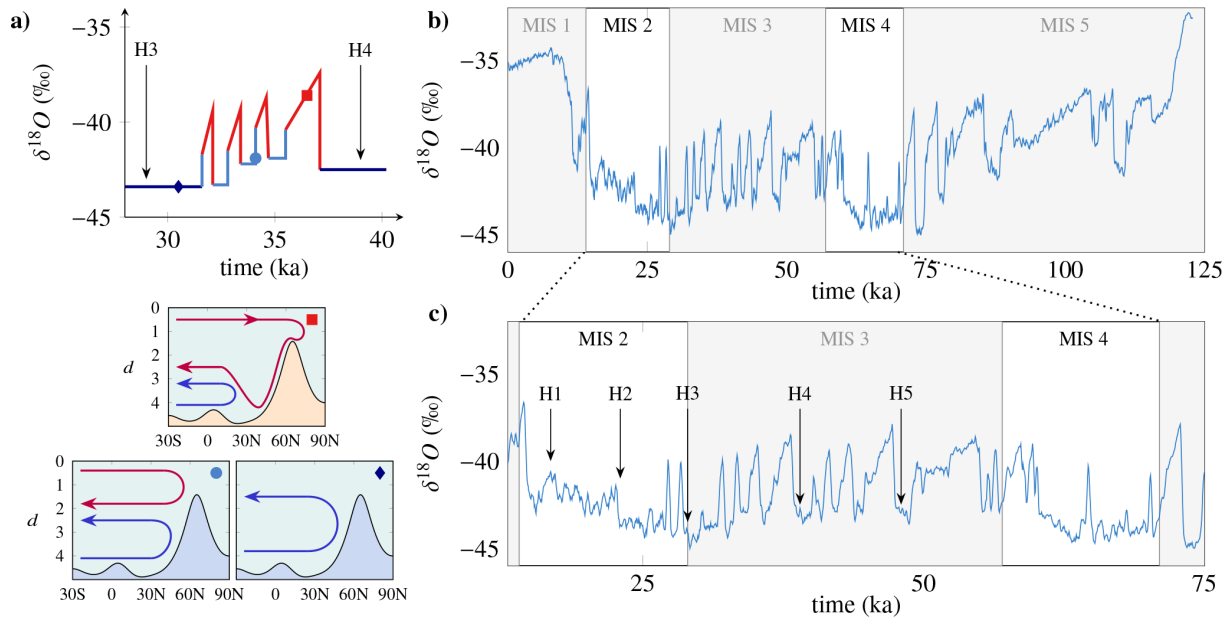 a)
−35
−40
−45
δ¹⁸O (‰)
H3
H4
30
35
40
time (ka)
0
1
2
3
4
d
30S
0
30N
60N
90N
0
1
2
3
4
d
30S
0
30N
60N
90N
30S
0
30N
60N
90N
b)
−35
−40
−45
δ¹⁸O (‰)
MIS 1
MIS 2
MIS 3
MIS 4
MIS 5
0
25
50
75
100
125
time (ka)
c)
−35
−40
−45
δ¹⁸O (‰)
MIS 2
MIS 3
MIS 4
H1
H2
H3
H4
H5
25
50
75
time (ka)